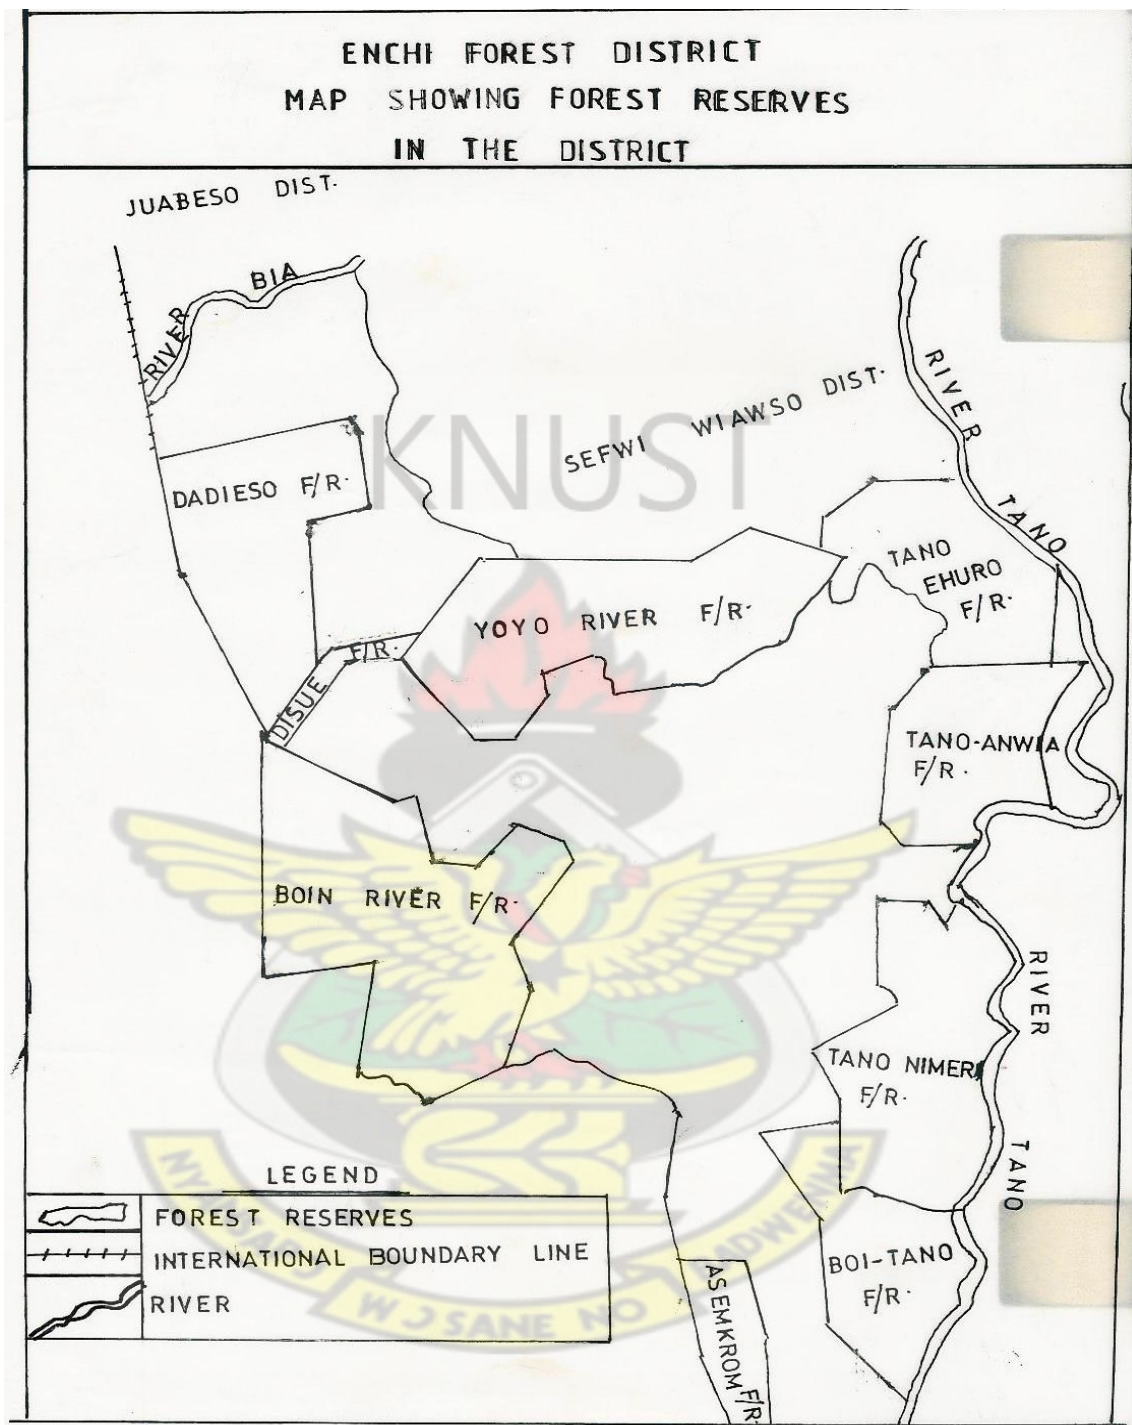 ENCHI FOREST DISTRICT
MAP SHOWING FOREST RESERVES
IN THE DISTRICT
JUABESO DIST.
RIVER BIA
SEFWI WIAWSO DIST.
RIVER TANO
KNUST
DADIESO F/R.
TANO
EHURO
F/R.
YOYO RIVER F/R.
DISUE F/R.
TANO-ANWIA
F/R.
BOIN RIVER F/R.
RIVER TANO
TANO NIMERI
F/R.
BOI-TANO
F/R.
ASEMKROM F/R.
LEGEND
FOREST RESERVES
INTERNATIONAL BOUNDARY LINE
RIVER
W Ɔ SANE NO